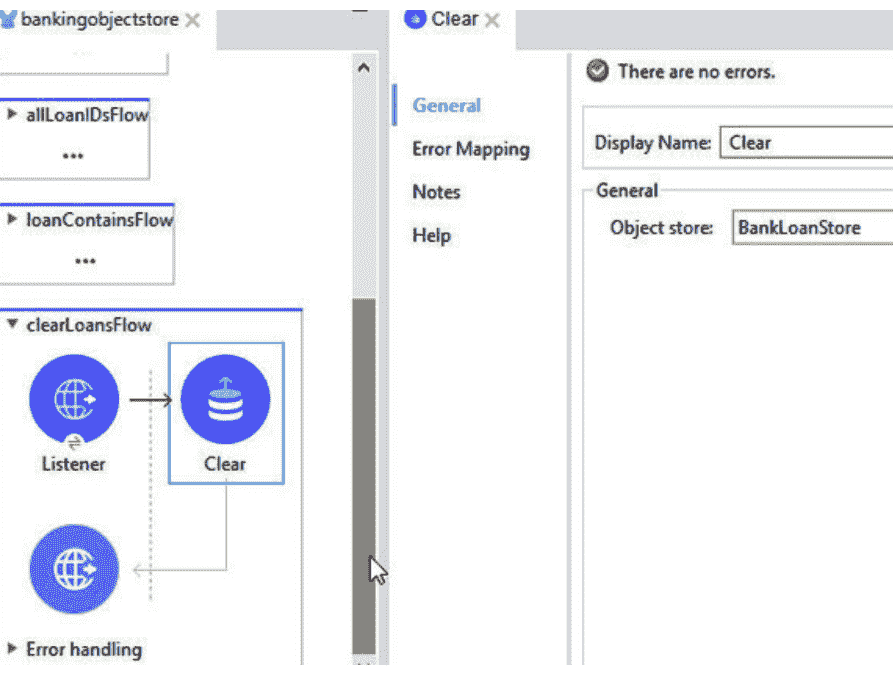 bankingobjectstore
allLoanIDsFlow
loanContainsFlow
clearLoansFlow
Listener
Clear
Error handling
Clear
General
Error Mapping
Notes
Help
There are no errors.
Display Name: Clear
General
Object store: BankLoanStore